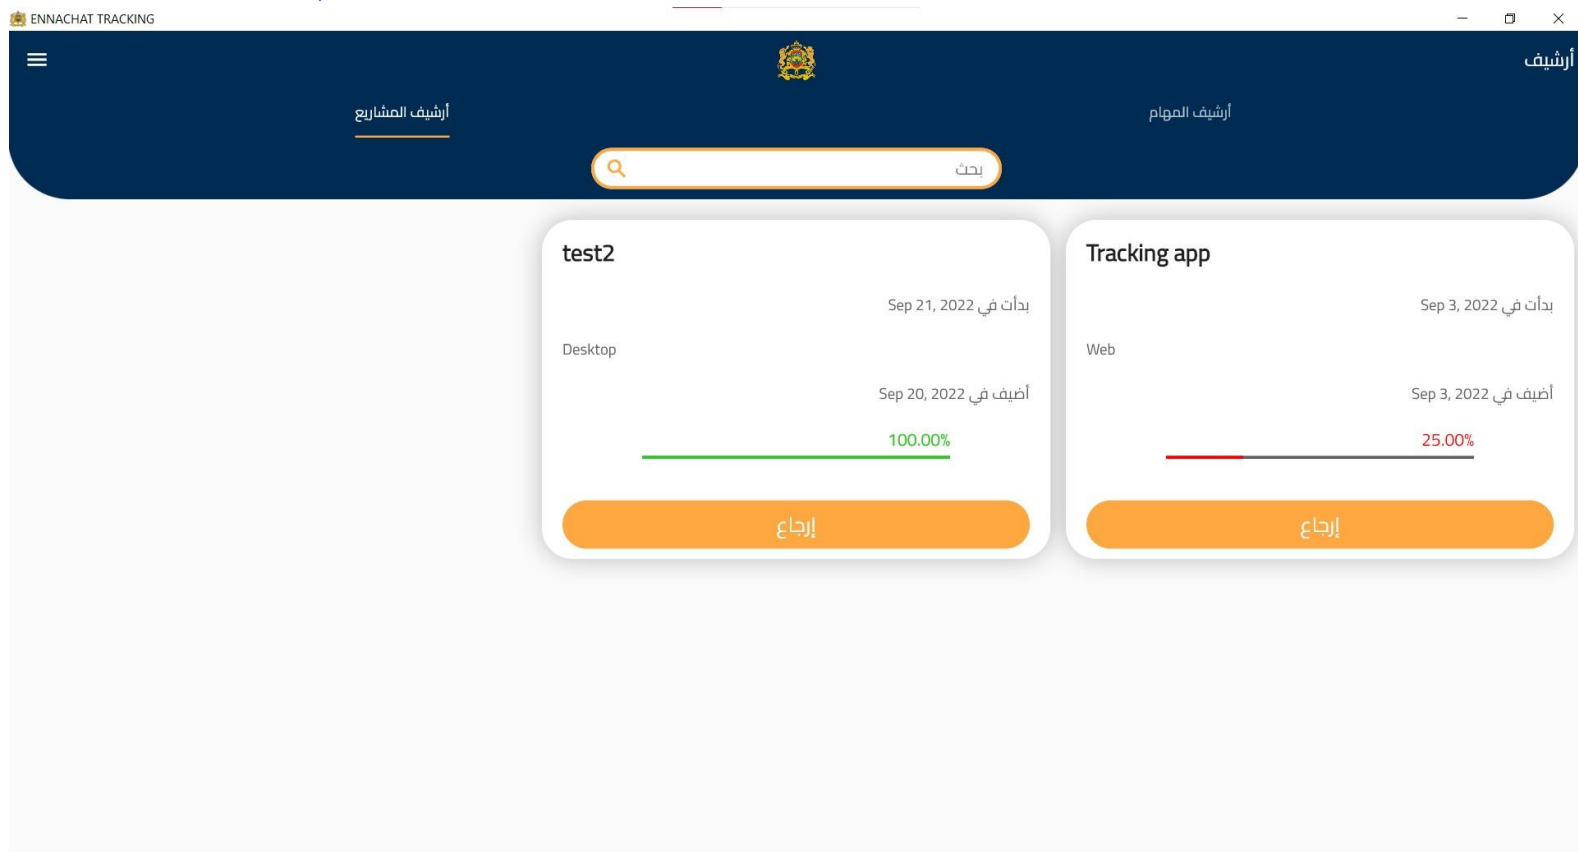 ENNACHAT TRACKING
أرشيف
أرشيف المهام
أرشيف المشاريع
بحث
Tracking app
بدأت في Sep 3, 2022
Web
أضيف في Sep 3, 2022
25.00%
إرجاع
test2
بدأت في Sep 21, 2022
Desktop
أضيف في Sep 20, 2022
100.00%
إرجاع